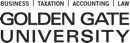 BUSINESS | TAXATION | ACCOUNTING | LAW
GOLDEN GATE
UNIVERSITY